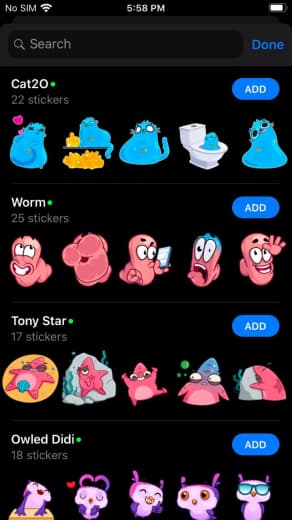 No SIM 5:58 PM
Search Done
Cat2O
22 stickers
ADD
Worm
25 stickers
ADD
Tony Star
17 stickers
ADD
Owled Didi
18 stickers
ADD